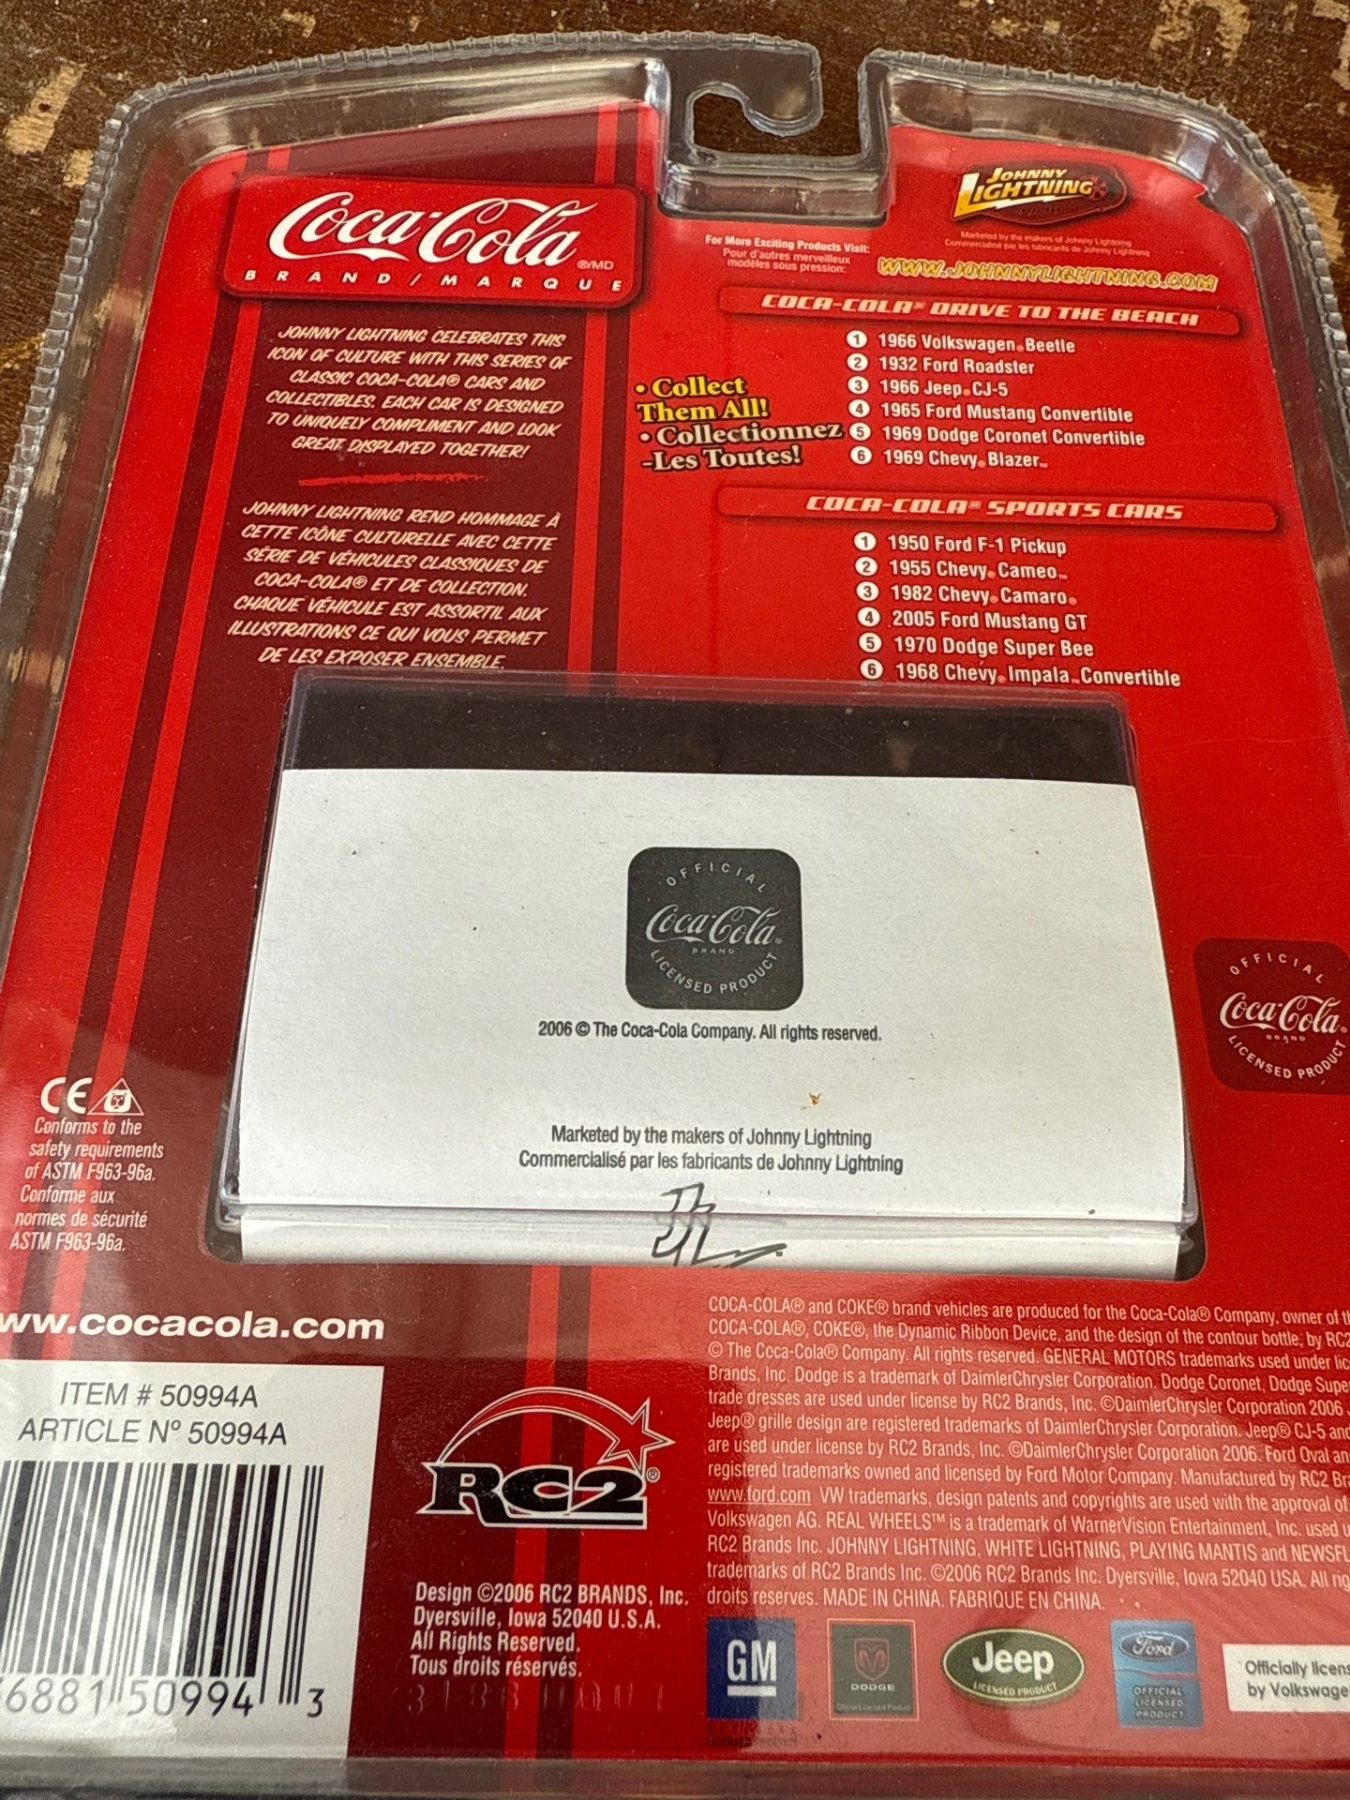 Coca-Cola ®/MD
BRAND / MARQUE
JOHNNY LIGHTNING CELEBRATES THIS
ICON OF CULTURE WITH THIS SERIES OF
CLASSIC COCA-COLA® CARS AND
COLLECTIBLES. EACH CAR IS DESIGNED
TO UNIQUELY COMPLIMENT AND LOOK
GREAT DISPLAYED TOGETHER!
JOHNNY LIGHTNING REND HOMMAGE À
CETTE ICÔNE CULTURELLE AVEC CETTE
SÉRIE DE VÉHICULES CLASSIQUES DE
COCA-COLA® ET DE COLLECTION.
CHAQUE VÉHICULE EST ASSORTIL AUX
ILLUSTRATIONS CE QUI VOUS PERMET
DE LES EXPOSER ENSEMBLE.
JOHNNY
LIGHTNING
Marketed by the makers of Johnny Lightning
Commercialisé par les fabricants de Johnny Lightning
For More Exciting Products Visit:
Pour d'autres merveilleux
modèles sous pression:
WWW.JOHNNYLIGHTNING.COM
COCA-COLA® DRIVE TO THE BEACH
1 1966 Volkswagen® Beetle
2 1932 Ford Roadster
3 1966 Jeep® CJ-5
4 1965 Ford Mustang Convertible
5 1969 Dodge Coronet Convertible
6 1969 Chevy® Blazer™
• Collect
Them All!
• Collectionnez
-Les Toutes!
COCA-COLA® SPORTS CARS
1 1950 Ford F-1 Pickup
2 1955 Chevy® Cameo™
3 1982 Chevy® Camaro®
4 2005 Ford Mustang GT
5 1970 Dodge Super Bee
6 1968 Chevy® Impala™ Convertible
OFFICIAL
Coca-Cola
BRAND
LICENSED PRODUCT
2006 © The Coca-Cola Company. All rights reserved.
Marketed by the makers of Johnny Lightning
Commercialisé par les fabricants de Johnny Lightning
OFFICIAL
Coca-Cola
BRAND
LICENSED PRODUCT
CE
Conforms to the
safety requirements
of ASTM F963-96a.
Conforme aux
normes de sécurité
ASTM F963-96a.
ww.cocacola.com
ITEM # 50994A
ARTICLE Nº 50994A
6881 50994 3
RC2®
Design ©2006 RC2 BRANDS, Inc.
Dyersville, Iowa 52040 U.S.A.
All Rights Reserved.
Tous droits réservés.
COCA-COLA® and COKE® brand vehicles are produced for the Coca-Cola® Company, owner of
COCA-COLA®, COKE®, the Dynamic Ribbon Device, and the design of the contour bottle, by RC2
© The Coca-Cola® Company. All rights reserved. GENERAL MOTORS trademarks used under
Brands, Inc. Dodge is a trademark of DaimlerChrysler Corporation. Dodge Coronet, Dodge
trade dresses are used under license by RC2 Brands, Inc. ©DaimlerChrysler Corporation 2006
Jeep® grille design are registered trademarks of DaimlerChrysler Corporation. Jeep® CJ-5
are used under license by RC2 Brands, Inc. ©DaimlerChrysler Corporation 2006. Ford Oval
registered trademarks owned and licensed by Ford Motor Company. Manufactured by RC2
www.ford.com VW trademarks, design patents and copyrights are used with the approval of
Volkswagen AG. REAL WHEELS™ is a trademark of WarnerVision Entertainment, Inc. used
RC2 Brands Inc. JOHNNY LIGHTNING, WHITE LIGHTNING, PLAYING MANTIS and
trademarks of RC2 Brands Inc. ©2006 RC2 Brands Inc. Dyersville, Iowa 52040 USA. All
droits reserves. MADE IN CHINA. FABRIQUE EN CHINA.
GM
DODGE
Official Licensed Product
Jeep
LICENSED PRODUCT
Ford
OFFICIAL
LICENSED
PRODUCT
Officially
by